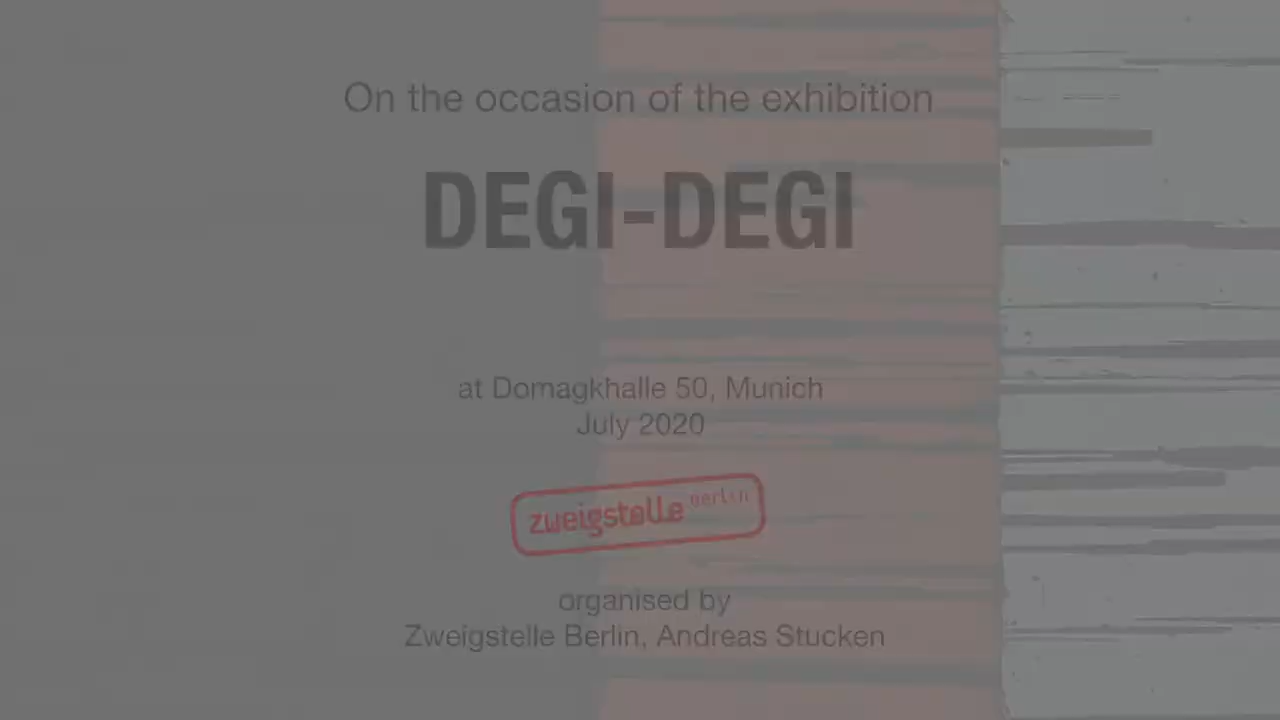 On the occasion of the exhibition
DEGI-DEGI
at Domagkhalle 50, Munich
July 2020
zweigstelle berlin
organised by
Zweigstelle Berlin, Andreas Stucken